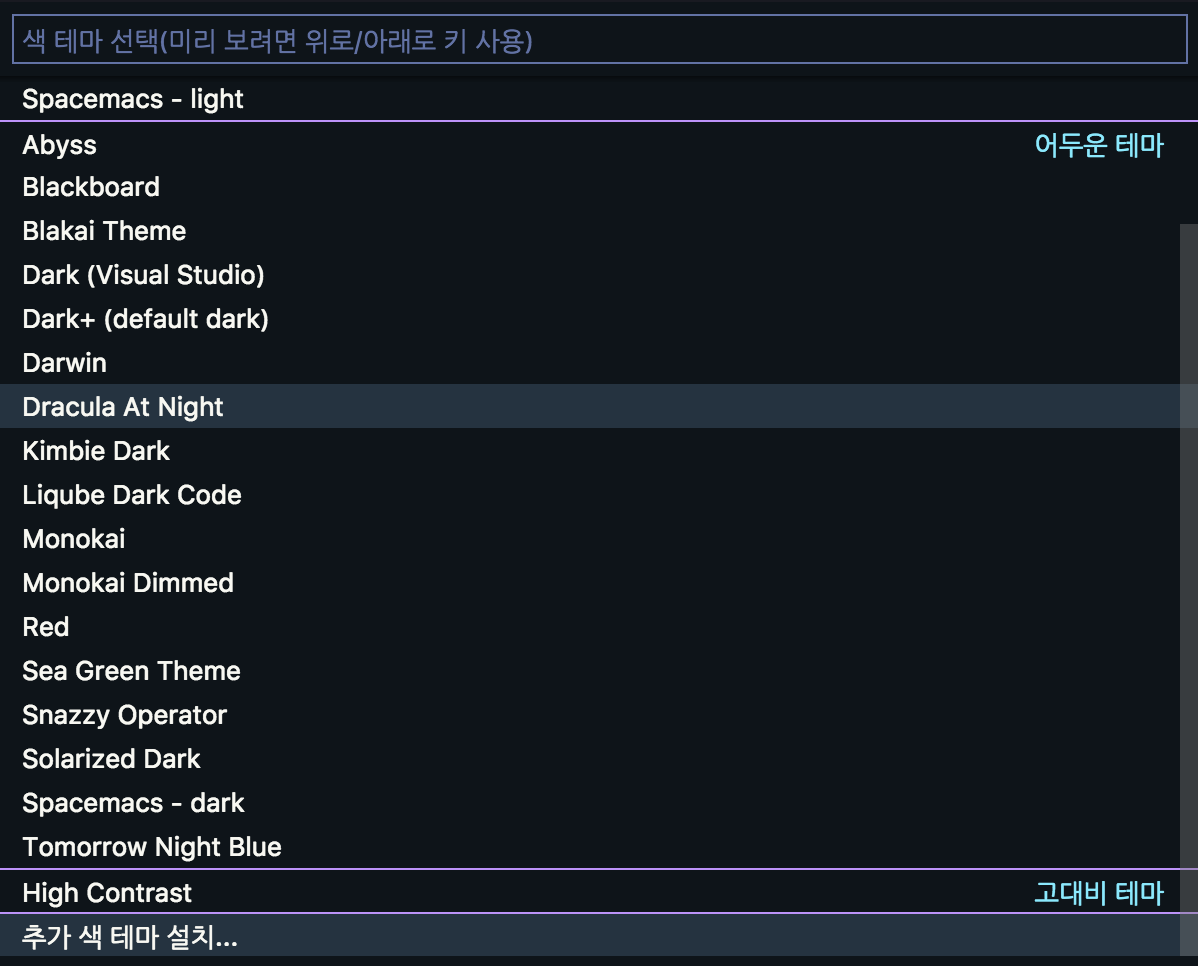 색 테마 선택(미리 보려면 위로/아래로 키 사용)
Spacemacs - light
Abyss 어두운 테마
Blackboard
Blakai Theme
Dark (Visual Studio)
Dark+ (default dark)
Darwin
Dracula At Night
Kimbie Dark
Liqube Dark Code
Monokai
Monokai Dimmed
Red
Sea Green Theme
Snazzy Operator
Solarized Dark
Spacemacs - dark
Tomorrow Night Blue
High Contrast 고대비 테마
추가 색 테마 설치...